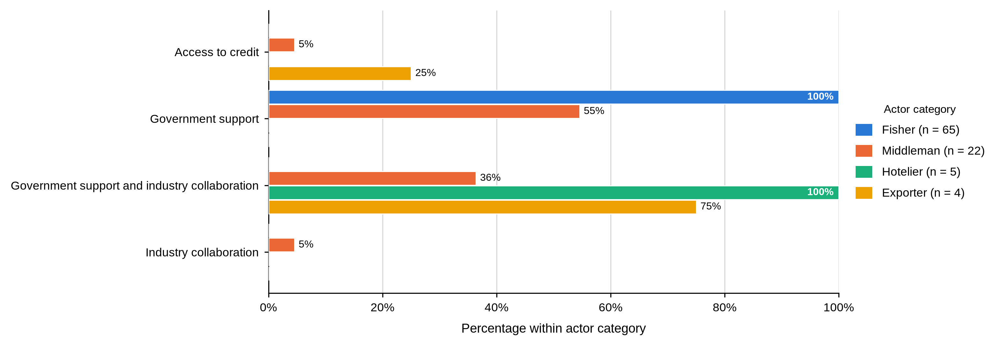 Access to credit
5%
25%
Government support
100%
55%
Government support and industry collaboration
36%
100%
75%
Industry collaboration
5%
0%
20%
40%
60%
80%
100%
Percentage within actor category
Actor category
Fisher (n = 65)
Middleman (n = 22)
Hotelier (n = 5)
Exporter (n = 4)